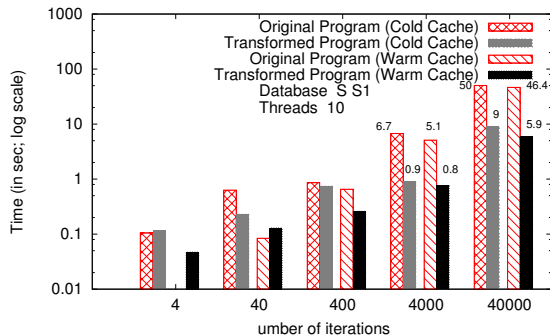 1000
100
10
1
0.1
0.01
Time (in sec; log scale)
Original Program (Cold Cache)
Transformed Program (Cold Cache)
Original Program (Warm Cache)
Transformed Program (Warm Cache)
Database S S1
Threads 10
6.7
0.9
5.1
0.8
50
9
46.4
5.9
4
40
400
4000
40000
umber of iterations